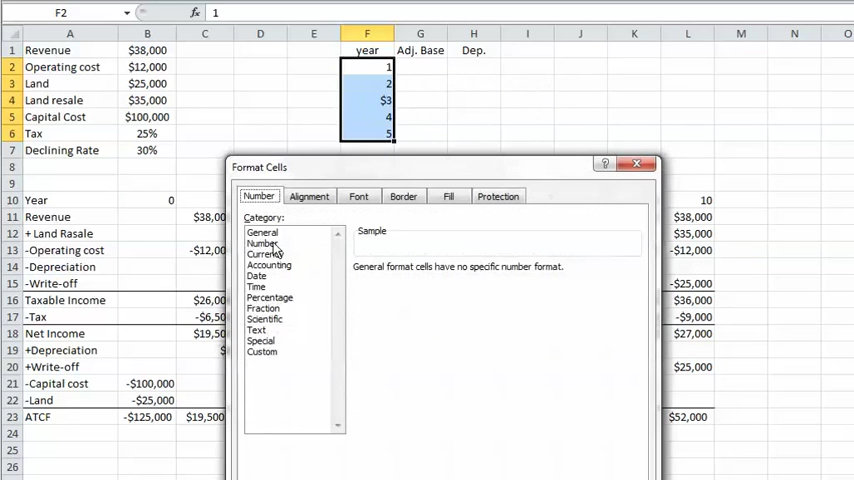 F2 fx 1
A B C D E F G H I J K L M N O
1 Revenue $38,000 year Adj. Base Dep.
2 Operating cost $12,000 1
3 Land $25,000 2
4 Land resale $35,000 $3
5 Capital Cost $100,000 4
6 Tax 25% 5
7 Declining Rate 30%
Format Cells
8
Number Alignment Font Border Fill Protection
9
10 Year 0 10
Category:
11 Revenue $38,00 $38,000
Sample
General
12 + Land Resale $35,000
Number
13 -Operating cost -$12,00 -$13,000
Currency
14 -Depreciation
Accounting
General format cells have no specific number format.
Date
15 -Write-off -$25,000
Time
16 Taxable Income $26,00 $36,000
Percentage
17 -Tax -$6,50 -$9,000
Fraction
Scientific
18 Net Income $19,50 $27,000
Text
19 +Depreciation $
Special
Custom
20 +Write-off $25,000
21 -Capital cost -$100,000
22 -Land -$25,000
23 ATCF -$125,000 $19,500 $52,000
24
25
26